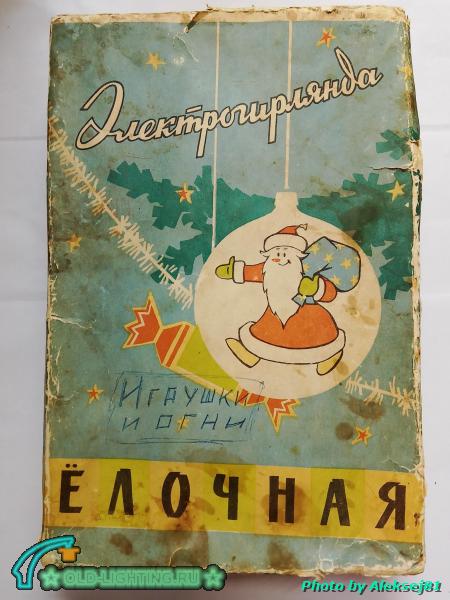 Электрогирлянда
ИГРУШКИ
И ОГНИ
ЁЛОЧНАЯ
OLD-LIGHTING.RU
Photo by Aleksej81